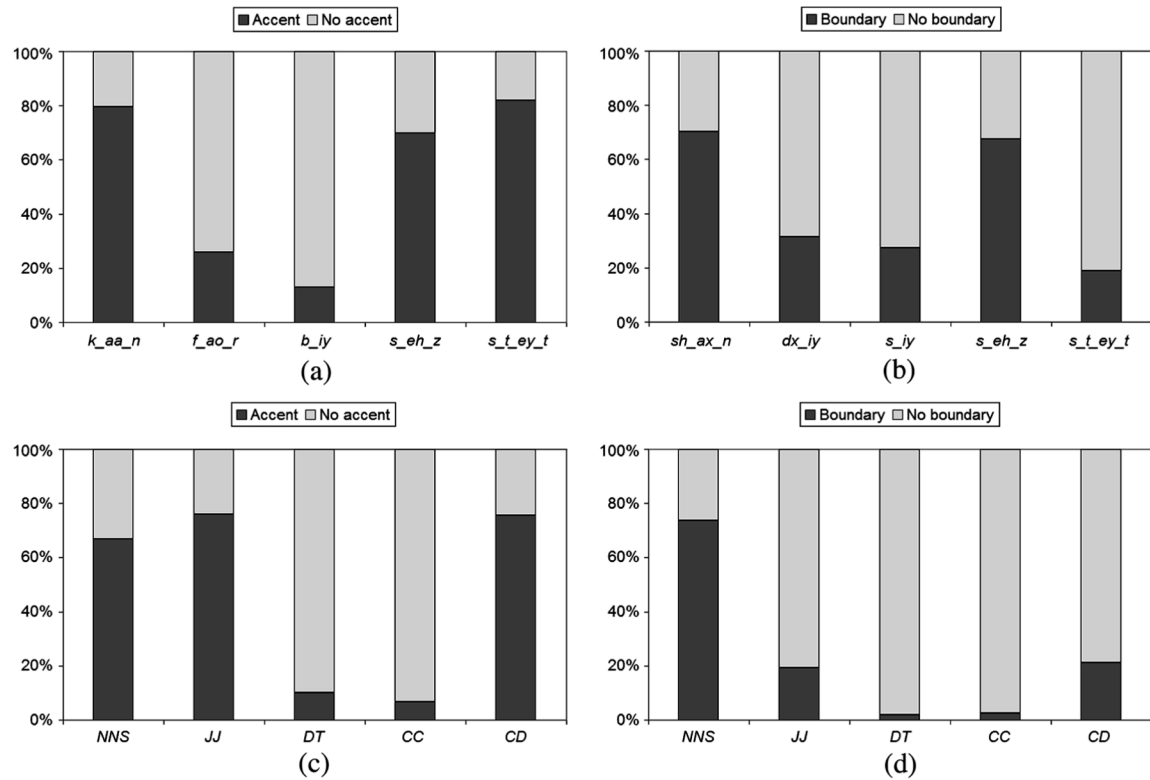 Accent No accent
100%
80%
60%
40%
20%
0%
k_aa_n f_ao_r b_iy s_eh_z s_t_ey_t
(a)
Boundary No boundary
100%
80%
60%
40%
20%
0%
sh_ax_n dx_iy s_iy s_eh_z s_t_ey_t
(b)
Accent No accent
100%
80%
60%
40%
20%
0%
NNS JJ DT CC CD
(c)
Boundary No boundary
100%
80%
60%
40%
20%
0%
NNS JJ DT CC CD
(d)